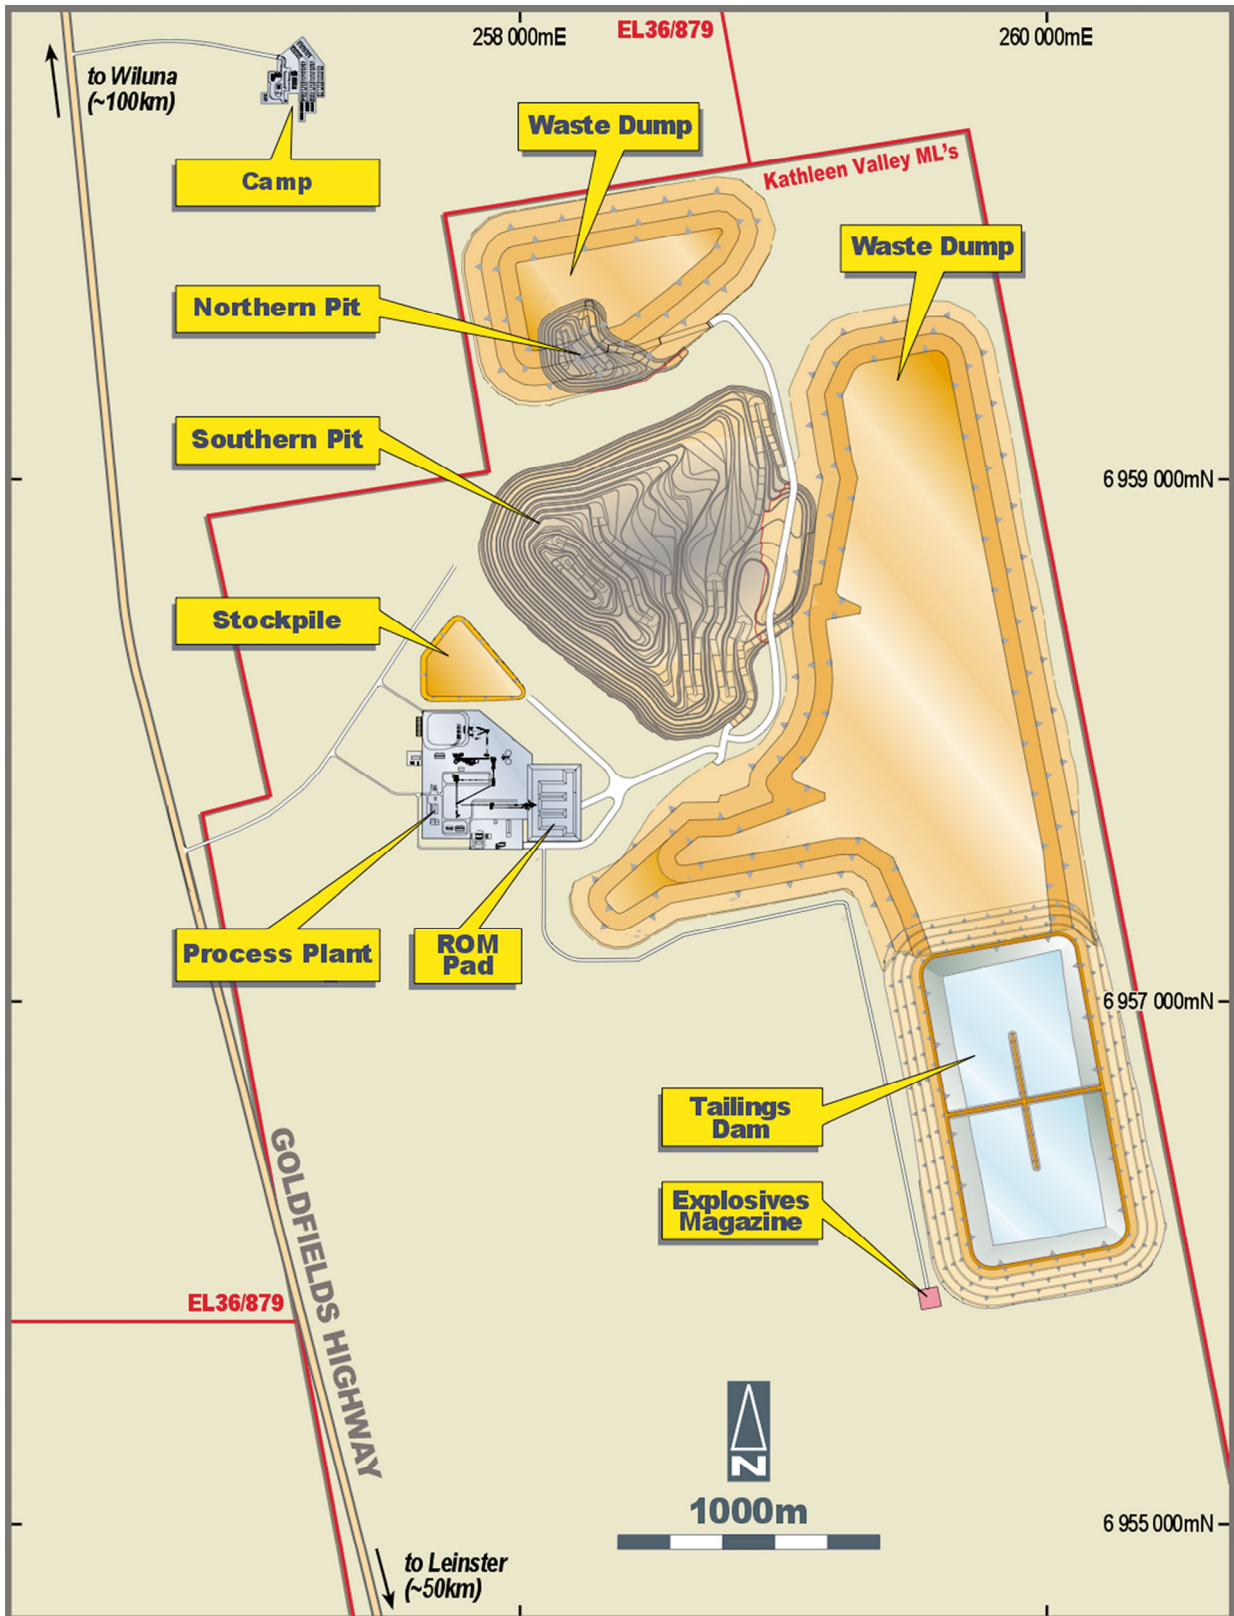 258 000mE
EL36/879
260 000mE
to Wiluna
(~100km)
Waste Dump
Camp
Kathleen Valley ML's
Waste Dump
Northern Pit
Southern Pit
6 959 000mN
Stockpile
Process Plant
ROM
Pad
6 957 000mN
Tailings
Dam
Explosives
Magazine
GOLDFIELDS HIGHWAY
EL36/879
N
1000m
6 955 000mN
to Leinster
(~50km)